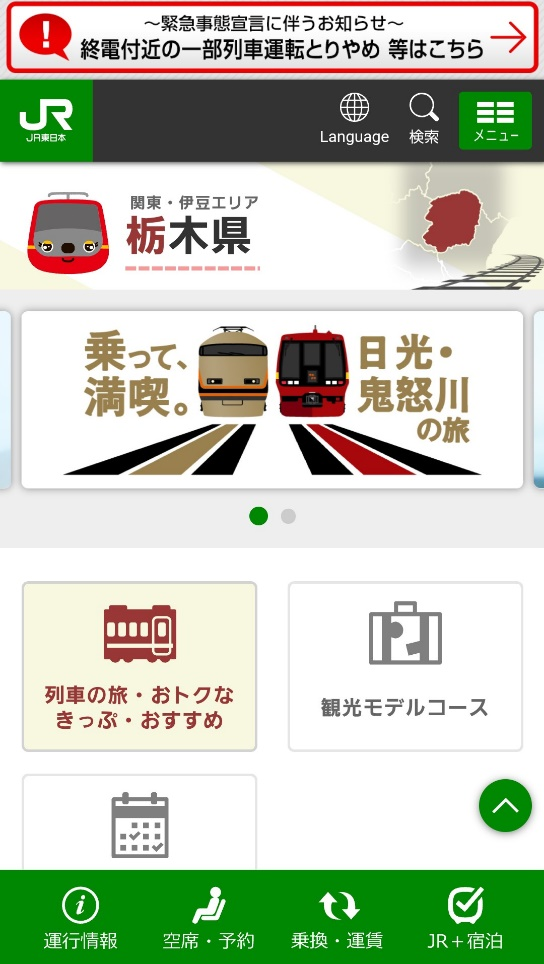 ！
～緊急事態宣言に伴うお知らせ～
終電付近の一部列車運転とりやめ 等はこちら
JR
JR東日本
Language
検索
メニュー
関東・伊豆エリア
栃木県
乗って、
満喫。
日光・
鬼怒川
の旅
列車の旅・おトクな
きっぷ・おすすめ
観光モデルコース
運行情報
空席・予約
乗換・運賃
JR＋宿泊